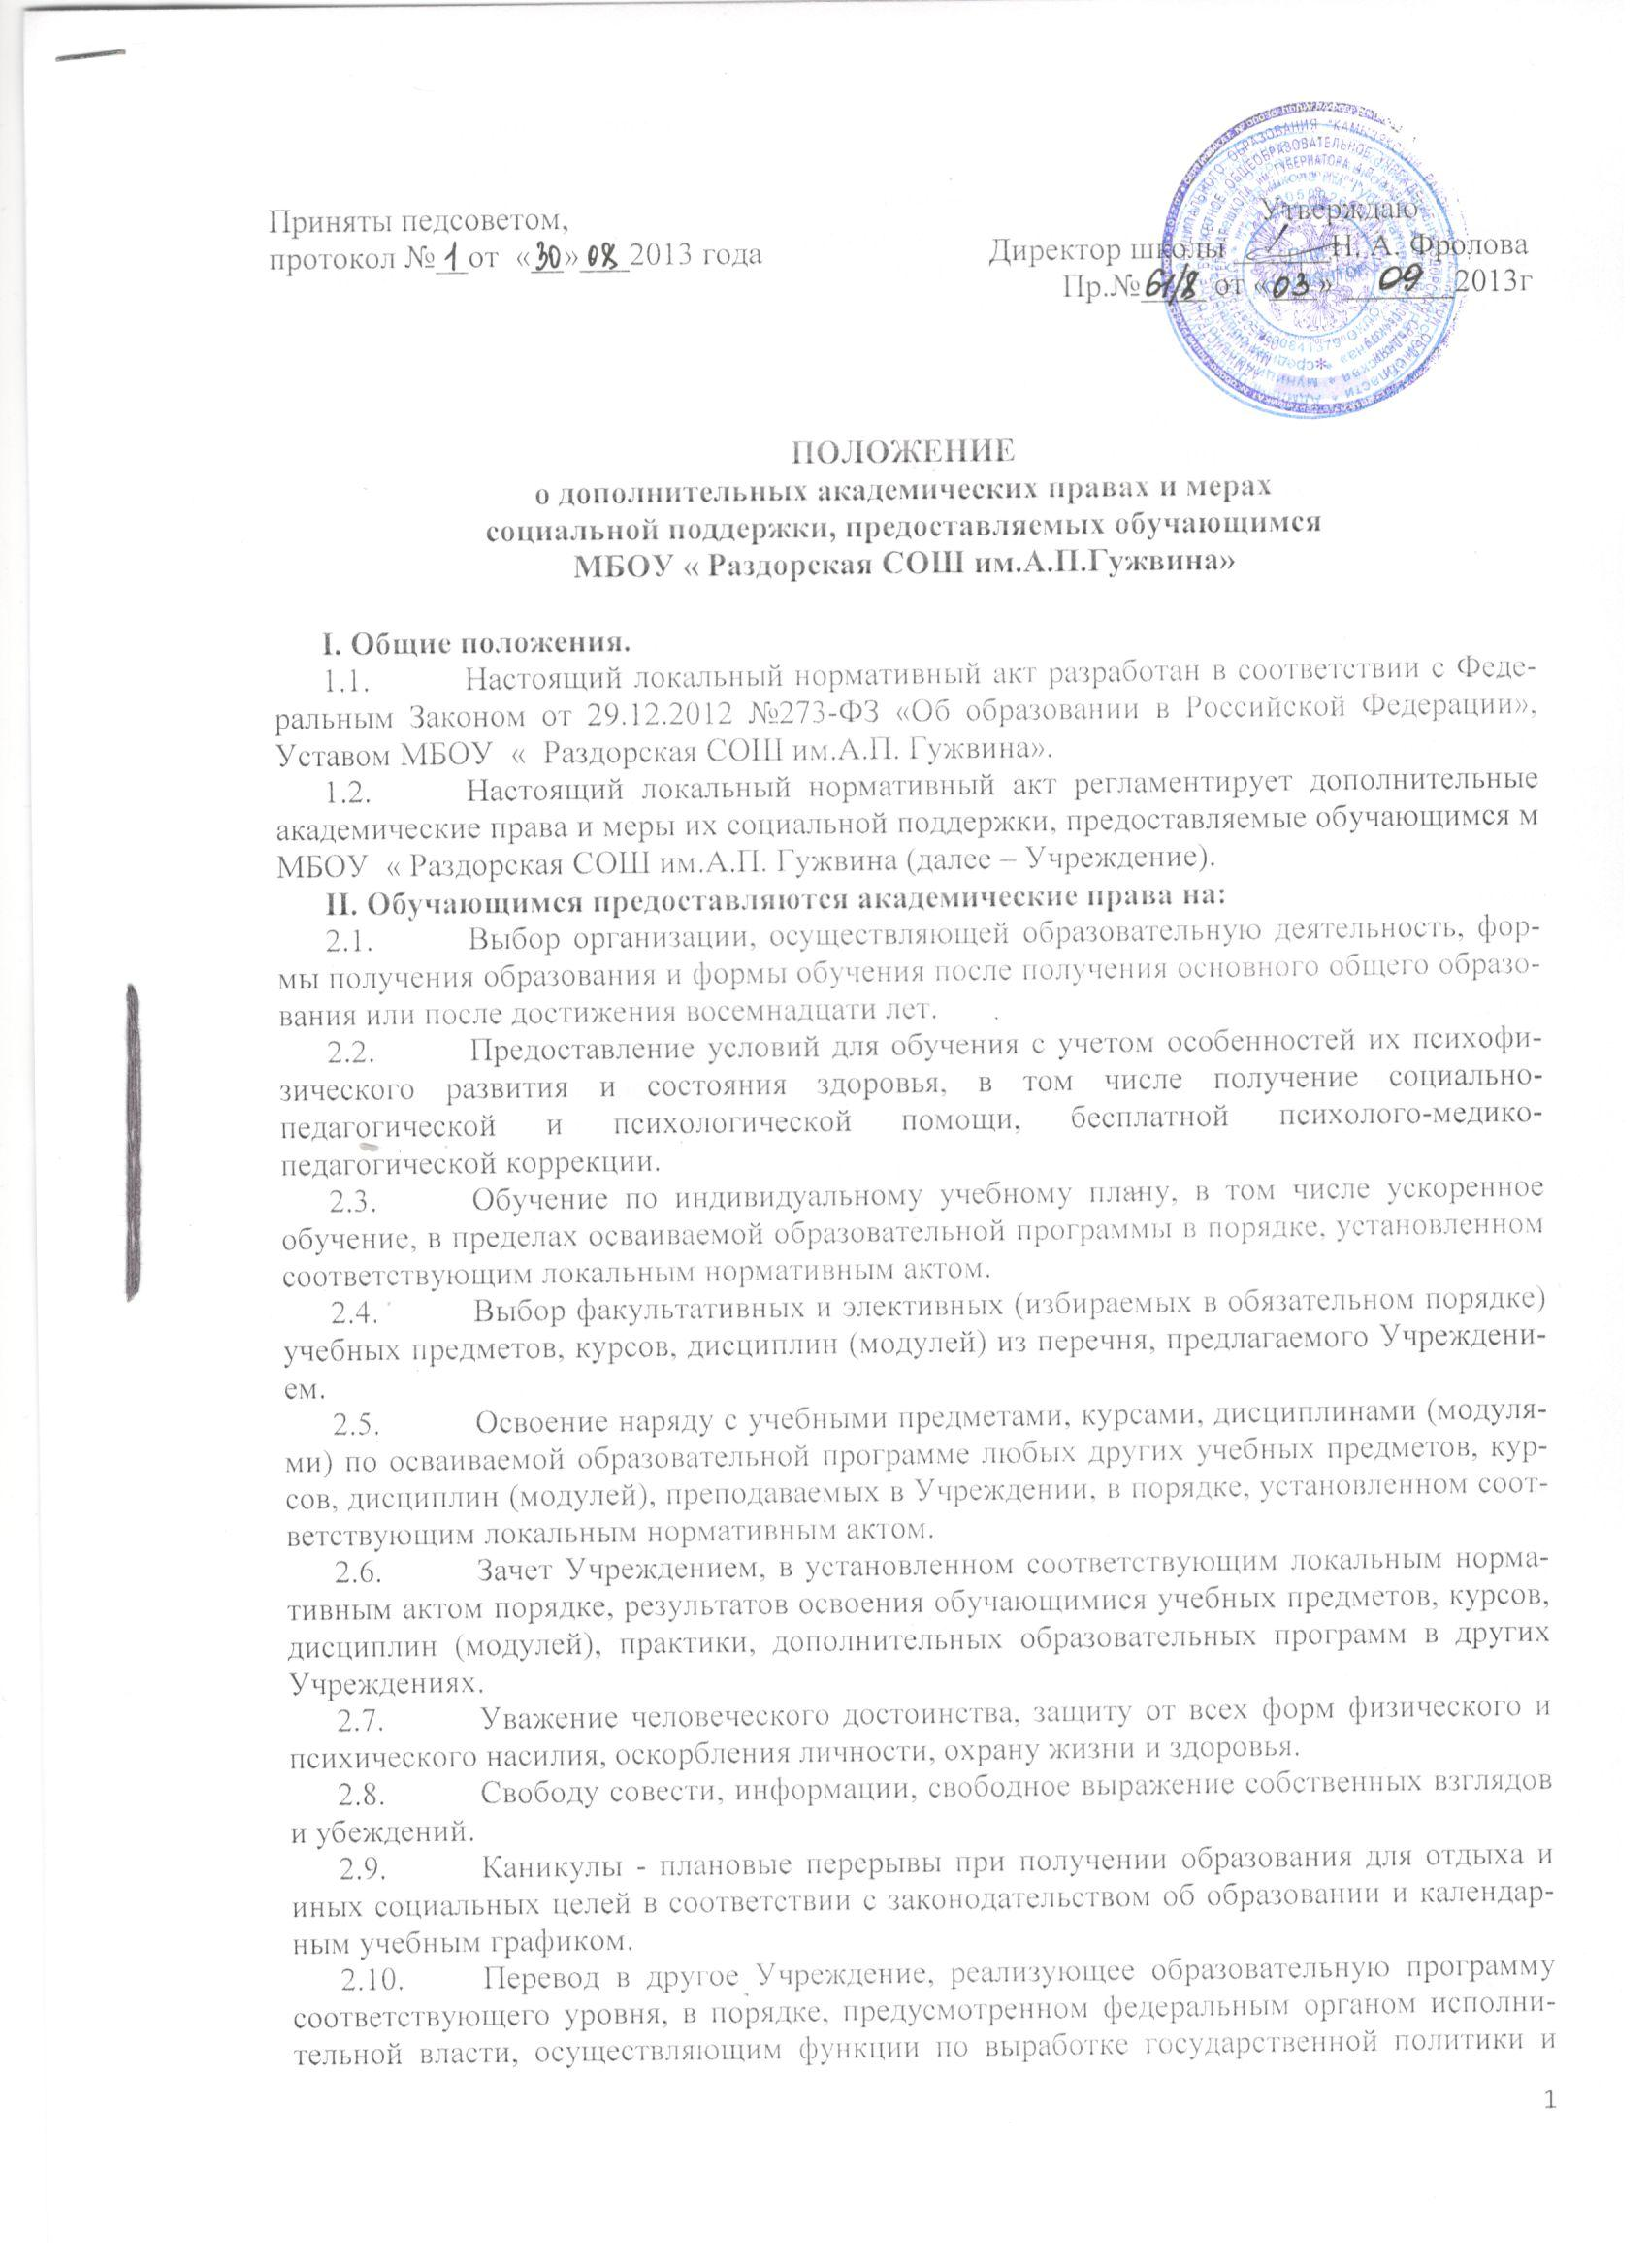 Приняты педсоветом,
протокол № 1 от «30» 08 2013 года
Утверждаю
Директор школы Н. А. Фролова
Пр.№ 61/8 от «03» 09 2013г
ПОЛОЖЕНИЕ
о дополнительных академических правах и мерах
социальной поддержки, предоставляемых обучающимся
МБОУ « Раздорская СОШ им.А.П.Гужвина»
I. Общие положения.
1.1. Настоящий локальный нормативный акт разработан в соответствии с Феде-
ральным Законом от 29.12.2012 №273-ФЗ «Об образовании в Российской Федерации»,
Уставом МБОУ « Раздорская СОШ им.А.П. Гужвина».
1.2. Настоящий локальный нормативный акт регламентирует дополнительные
академические права и меры их социальной поддержки, предоставляемые обучающимся м
МБОУ « Раздорская СОШ им.А.П. Гужвина (далее – Учреждение).
II. Обучающимся предоставляются академические права на:
2.1. Выбор организации, осуществляющей образовательную деятельность, фор-
мы получения образования и формы обучения после получения основного общего образо-
вания или после достижения восемнадцати лет.
2.2. Предоставление условий для обучения с учетом особенностей их психофи-
зического развития и состояния здоровья, в том числе получение социально-
педагогической и психологической помощи, бесплатной психолого-медико-
педагогической коррекции.
2.3. Обучение по индивидуальному учебному плану, в том числе ускоренное
обучение, в пределах осваиваемой образовательной программы в порядке, установленном
соответствующим локальным нормативным актом.
2.4. Выбор факультативных и элективных (избираемых в обязательном порядке)
учебных предметов, курсов, дисциплин (модулей) из перечня, предлагаемого Учреждени-
ем.
2.5. Освоение наряду с учебными предметами, курсами, дисциплинами (модуля-
ми) по осваиваемой образовательной программе любых других учебных предметов, кур-
сов, дисциплин (модулей), преподаваемых в Учреждении, в порядке, установленном соот-
ветствующим локальным нормативным актом.
2.6. Зачет Учреждением, в установленном соответствующим локальным норма-
тивным актом порядке, результатов освоения обучающимися учебных предметов, курсов,
дисциплин (модулей), практики, дополнительных образовательных программ в других
Учреждениях.
2.7. Уважение человеческого достоинства, защиту от всех форм физического и
психического насилия, оскорбления личности, охрану жизни и здоровья.
2.8. Свободу совести, информации, свободное выражение собственных взглядов
и убеждений.
2.9. Каникулы - плановые перерывы при получении образования для отдыха и
иных социальных целей в соответствии с законодательством об образовании и календар-
ным учебным графиком.
2.10. Перевод в другое Учреждение, реализующее образовательную программу
соответствующего уровня, в порядке, предусмотренном федеральным органом исполни-
тельной власти, осуществляющим функции по выработке государственной политики и
1